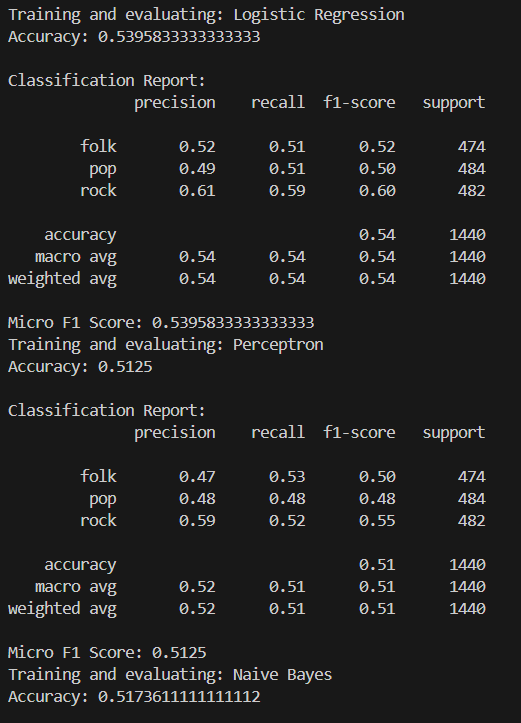 Training and evaluating: Logistic Regression
Accuracy: 0.5395833333333333
Classification Report:
precision recall f1-score support
folk 0.52 0.51 0.52 474
pop 0.49 0.51 0.50 484
rock 0.61 0.59 0.60 482
accuracy 0.54 1440
macro avg 0.54 0.54 0.54 1440
weighted avg 0.54 0.54 0.54 1440
Micro F1 Score: 0.5395833333333333
Training and evaluating: Perceptron
Accuracy: 0.5125
Classification Report:
precision recall f1-score support
folk 0.47 0.53 0.50 474
pop 0.48 0.48 0.48 484
rock 0.59 0.52 0.55 482
accuracy 0.51 1440
macro avg 0.52 0.51 0.51 1440
weighted avg 0.52 0.51 0.51 1440
Micro F1 Score: 0.5125
Training and evaluating: Naive Bayes
Accuracy: 0.5173611111111112